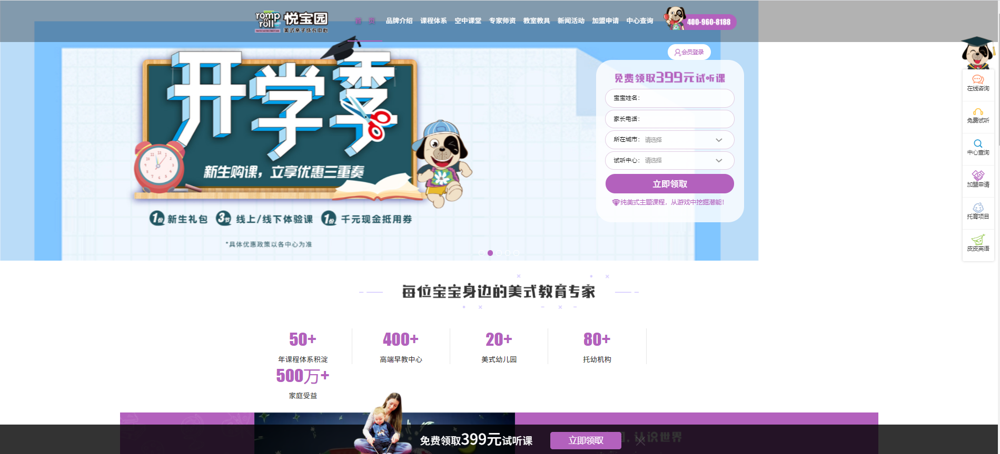 romp n roll 悦宝园
美式亲子成长中心
首 页 品牌介绍 课程体系 空中课堂 专家师资 教室教具 新闻活动 加盟申请 中心查询
400-960-8188
会员登录
开学季
新生购课，立享优惠三重奏
1份 新生礼包 3节 线上/线下体验课 1份 千元现金抵用券
*具体优惠政策以各中心为准
免费领取399元试听课
宝宝姓名：
家长电话：
所在城市： 请选择
试听中心： 请选择
立即领取
纯美式主题课程，从游戏中挖掘潜能！
在线咨询
免费试听
中心查询
加盟申请
托育项目
皮皮英语
每位宝宝身边的美式教育专家
50+
年课程体系积淀
400+
高端早教中心
20+
美式幼儿园
80+
托幼机构
500万+
家庭受益
免费领取399元试听课
立即领取
认识世界